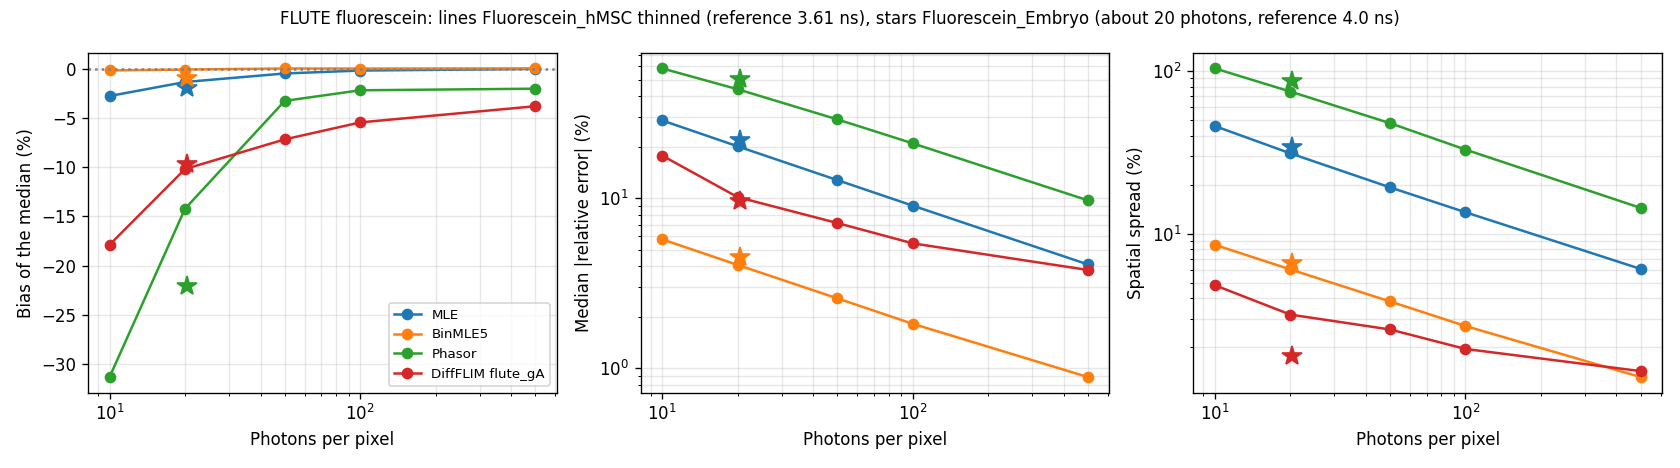 FLUTE fluorescein: lines Fluorescein_hMSC thinned (reference 3.61 ns), stars Fluorescein_Embryo (about 20 photons, reference 4.0 ns)
Bias of the median (%)
0
−5
−10
−15
−20
−25
−30
10¹
10²
Photons per pixel
MLE
BinMLE5
Phasor
DiffFLIM flute_gA
Median |relative error| (%)
10¹
10⁰
10¹
10²
Photons per pixel
Spatial spread (%)
10²
10¹
10¹
10²
Photons per pixel